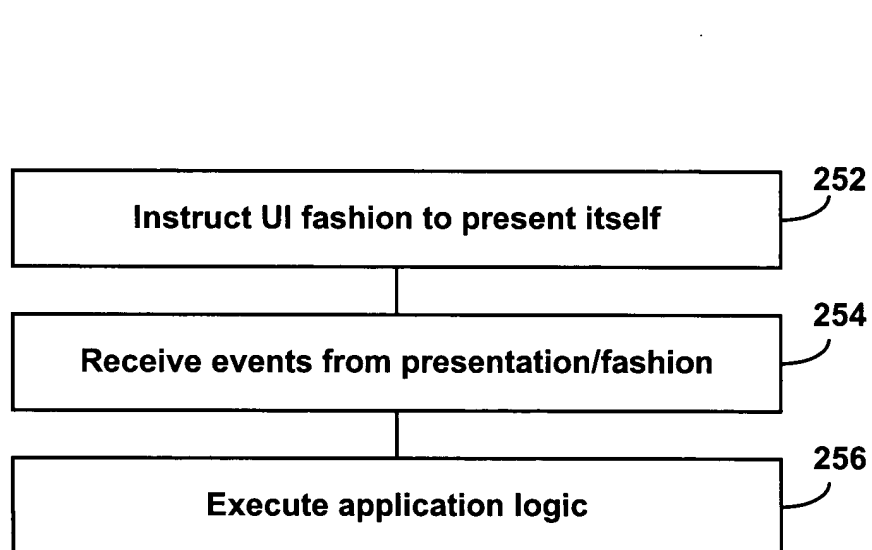 252
Instruct UI fashion to present itself
254
Receive events from presentation/fashion
256
Execute application logic